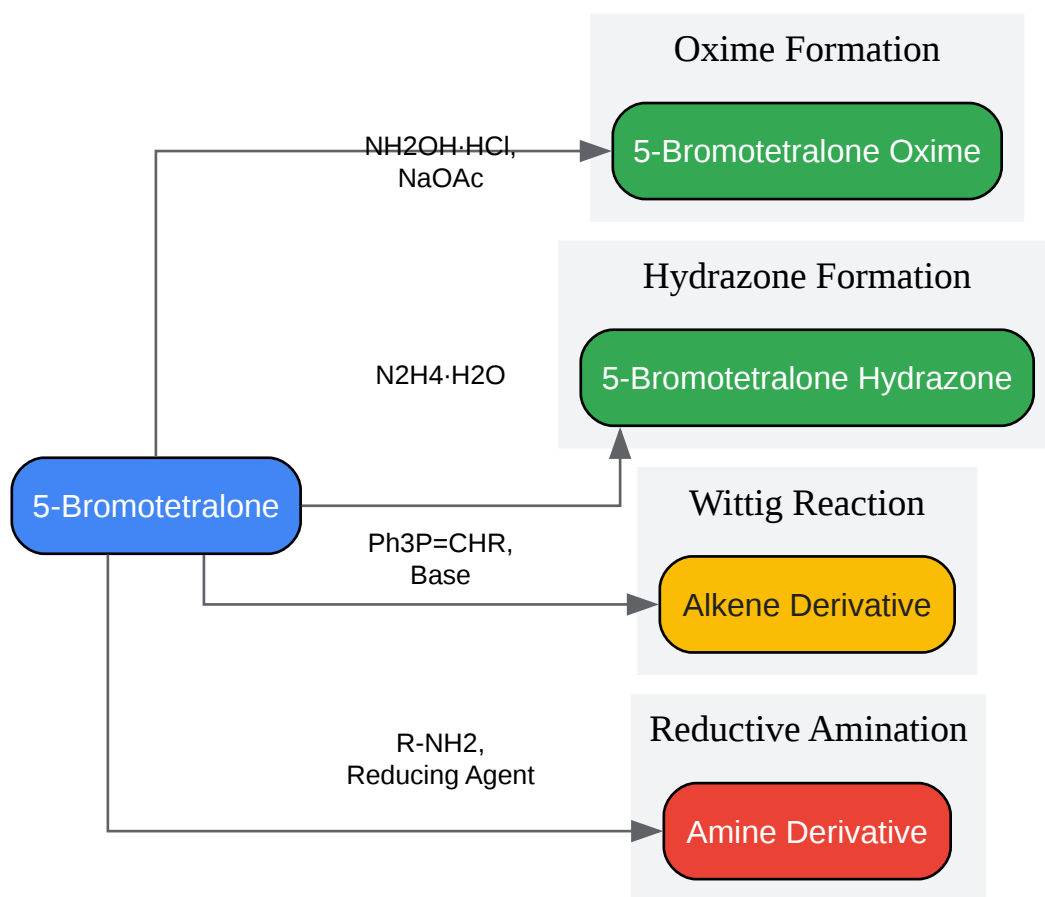 Oxime Formation
NH2OH·HCl,
NaOAc
5-Bromotetralone Oxime
Hydrazone Formation
N2H4·H2O
5-Bromotetralone Hydrazone
5-Bromotetralone
Wittig Reaction
Ph3P=CHR,
Base
Alkene Derivative
Reductive Amination
R-NH2,
Reducing Agent
Amine Derivative